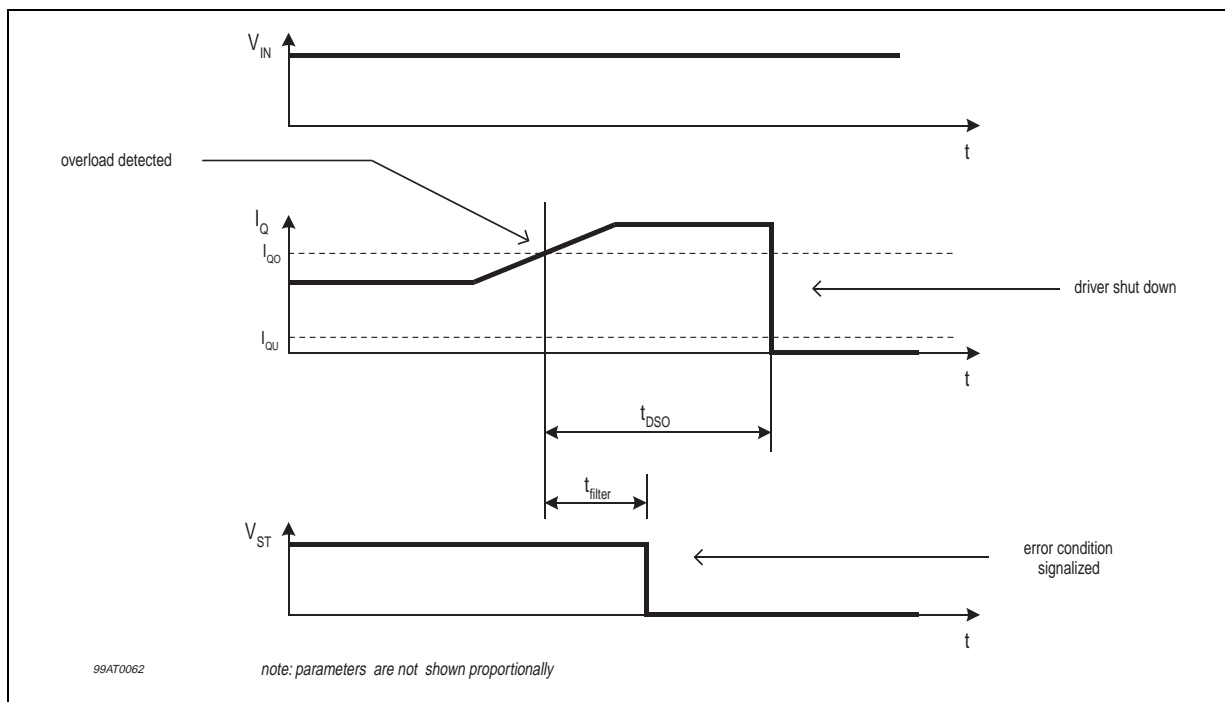 V_IN
t
overload detected
I_Q
I_QO
driver shut down
I_QU
t
t_DSO
t_filter
V_ST
error condition
signalized
t
99AT0062
note: parameters are not shown proportionally